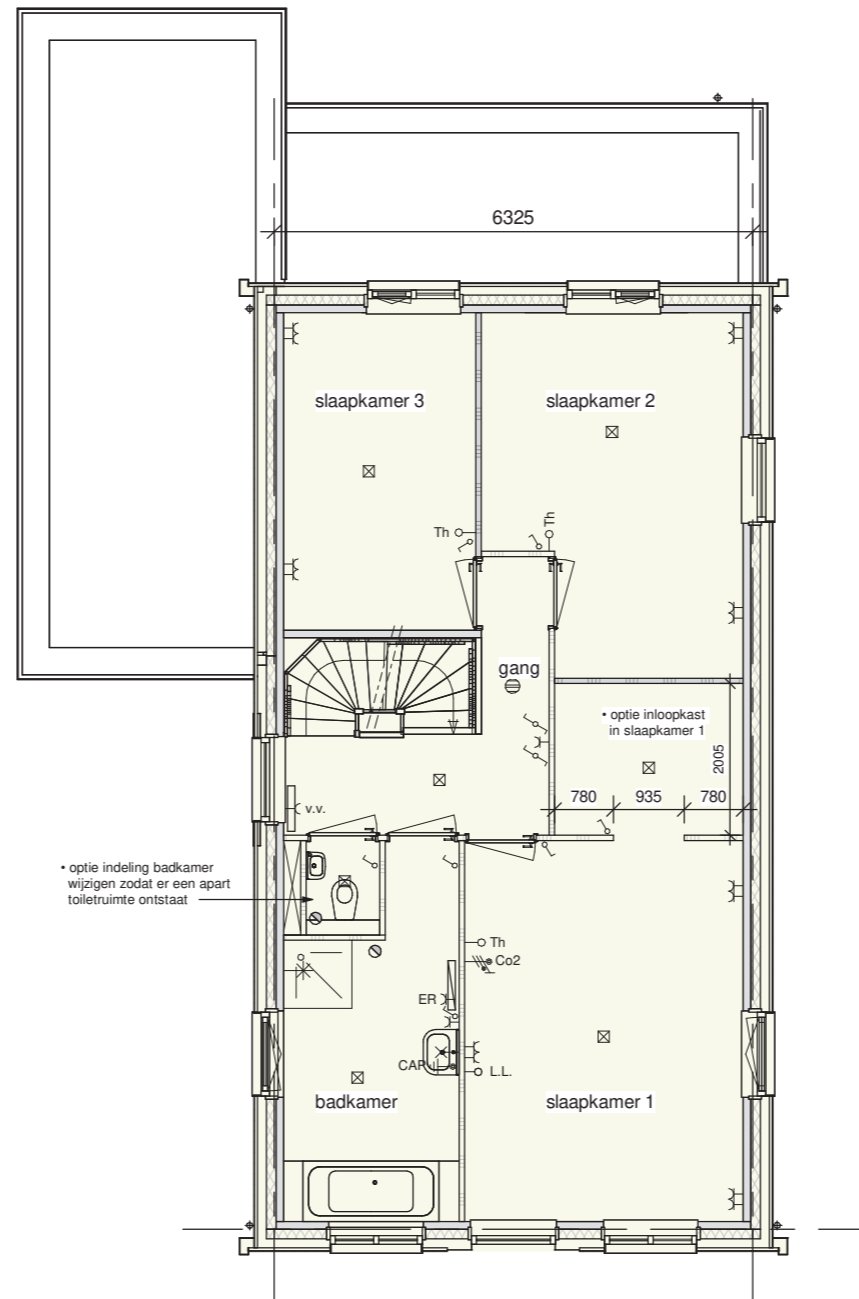 6325
slaapkamer 3
slaapkamer 2
Th
Th
gang
• optie inloopkast
in slaapkamer 1
2005
780
935
780
v.v.
• optie indeling badkamer
wijzigen zodat er een apart
toiletruimte ontstaat
Th
Co2
ER
CAP
L.L.
badkamer
slaapkamer 1